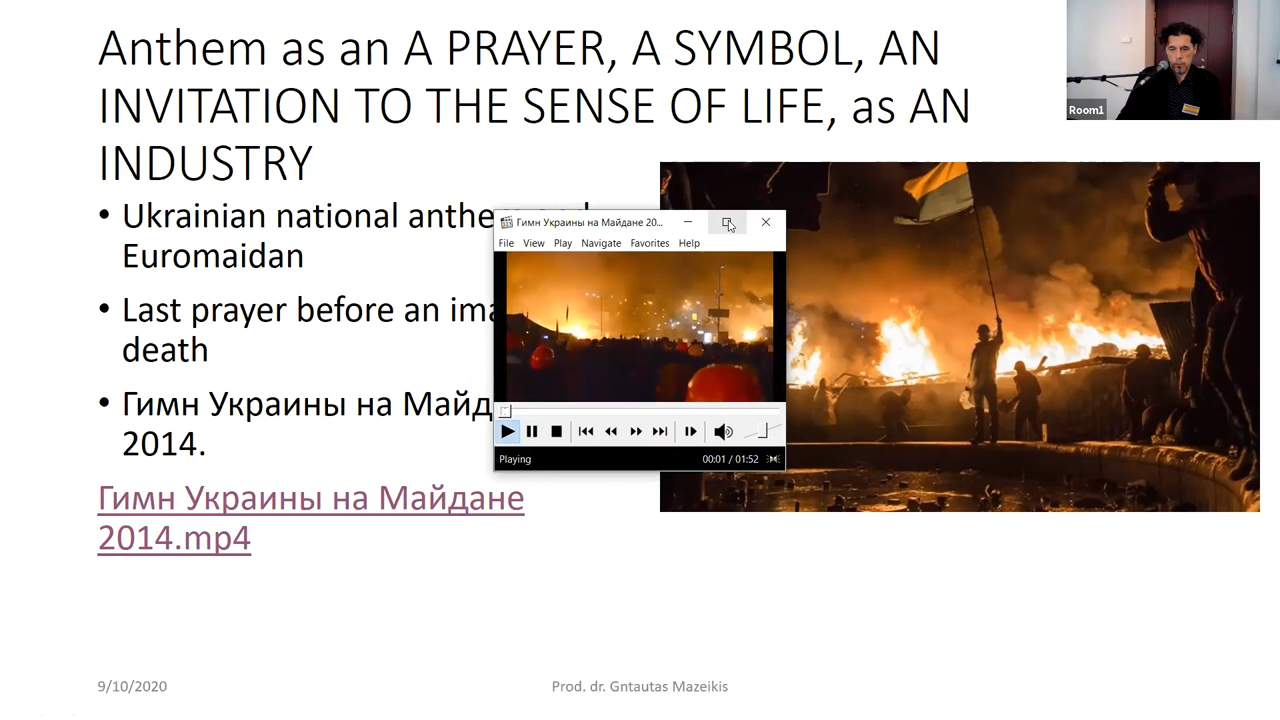 Anthem as an A PRAYER, A SYMBOL, AN
INVITATION TO THE SENSE OF LIFE, as AN
INDUSTRY
Room1
• Ukrainian national
Euromaidan
• Last prayer before an
death
• Гимн Украины на
2014.
Гимн Украины на Майдане
2014.mp4
Гимн Украины на Майдане 20...
File View Play Navigate Favorites Help
Playing
00:01 / 01:52
9/10/2020
Prod. dr. Gntautas Mazeikis